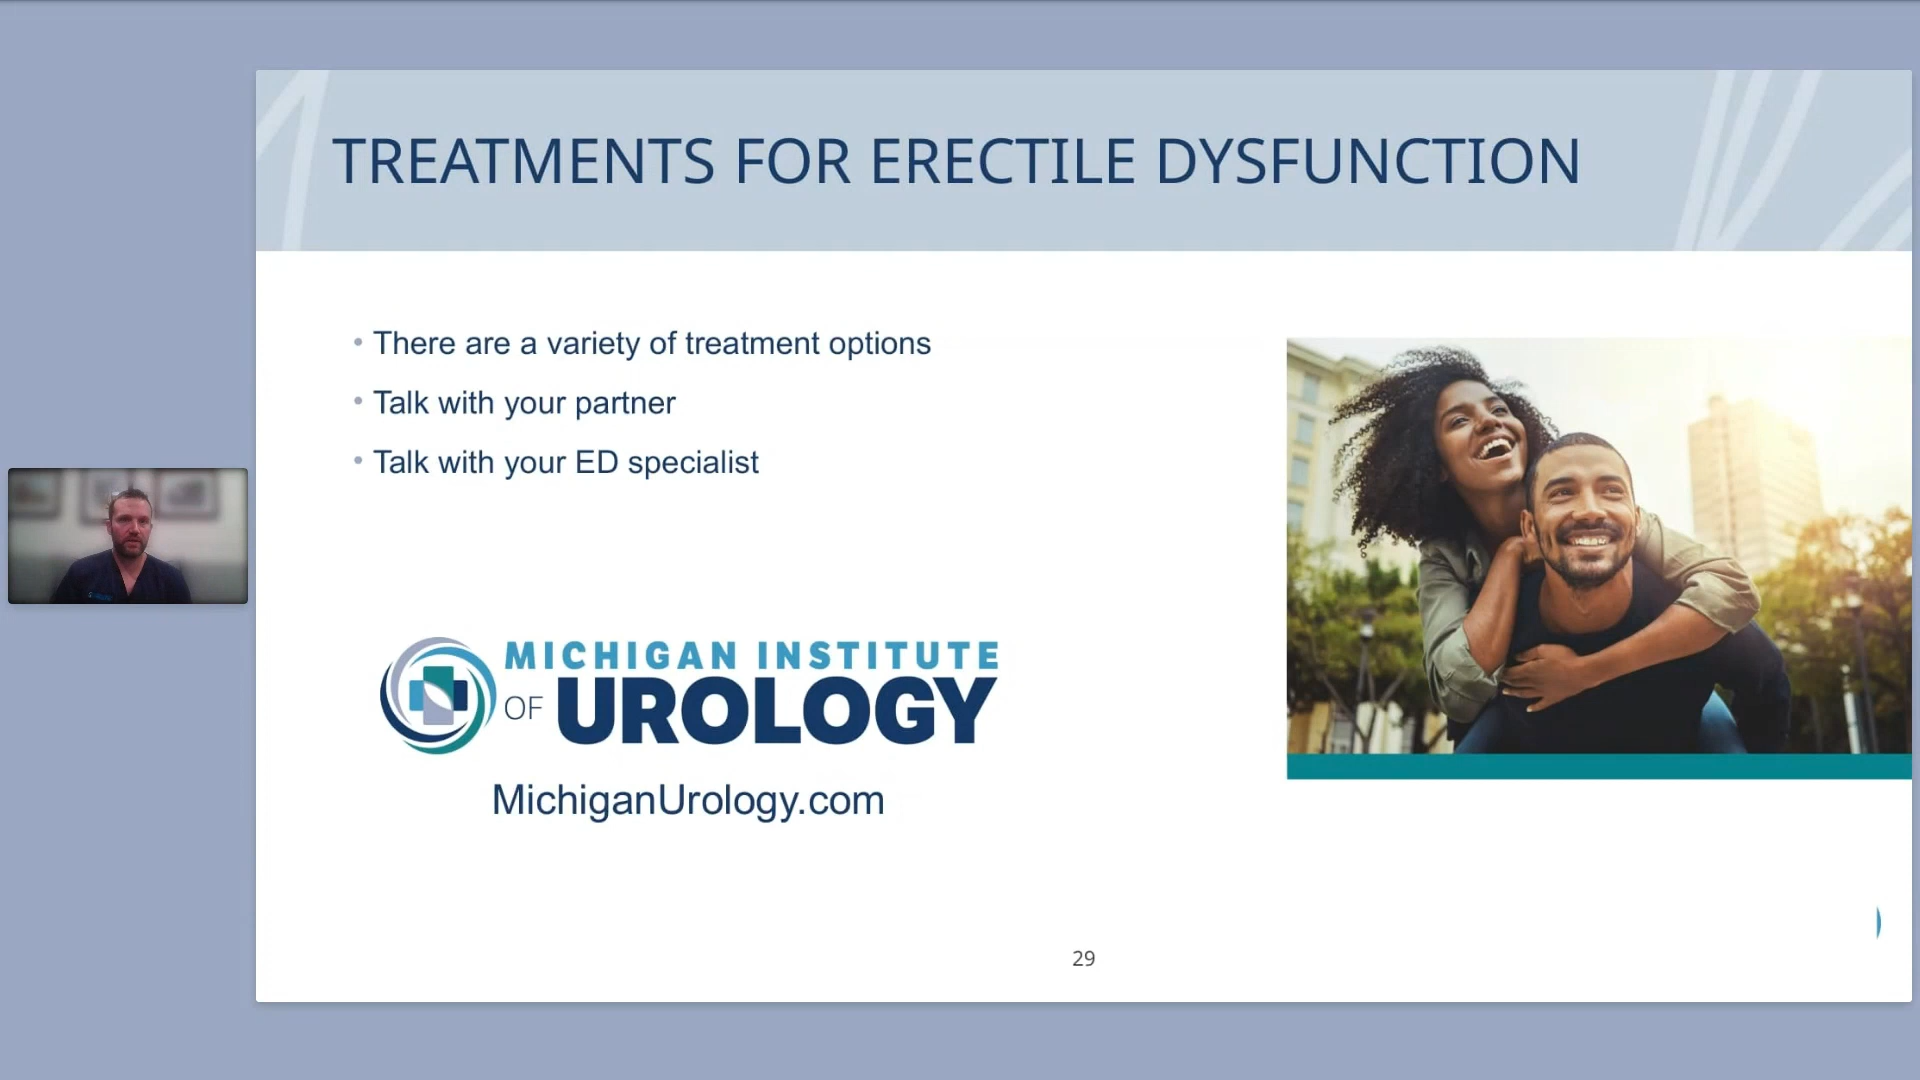 TREATMENTS FOR ERECTILE DYSFUNCTION
• There are a variety of treatment options
• Talk with your partner
• Talk with your ED specialist
MICHIGAN INSTITUTE
OF UROLOGY
MichiganUrology.com
29